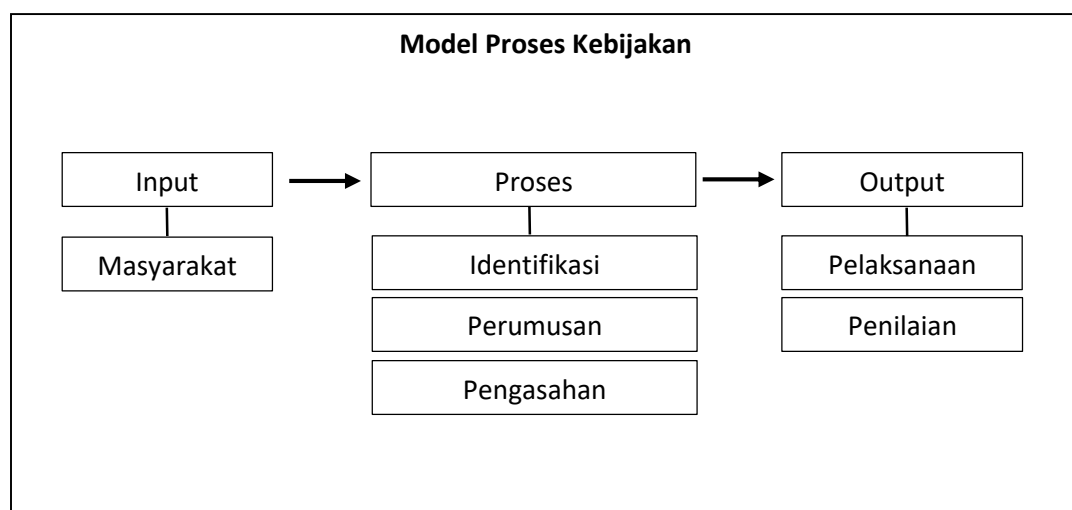 Model Proses Kebijakan
Input
Proses
Output
Masyarakat
Identifikasi
Pelaksanaan
Perumusan
Penilaian
Pengasahan